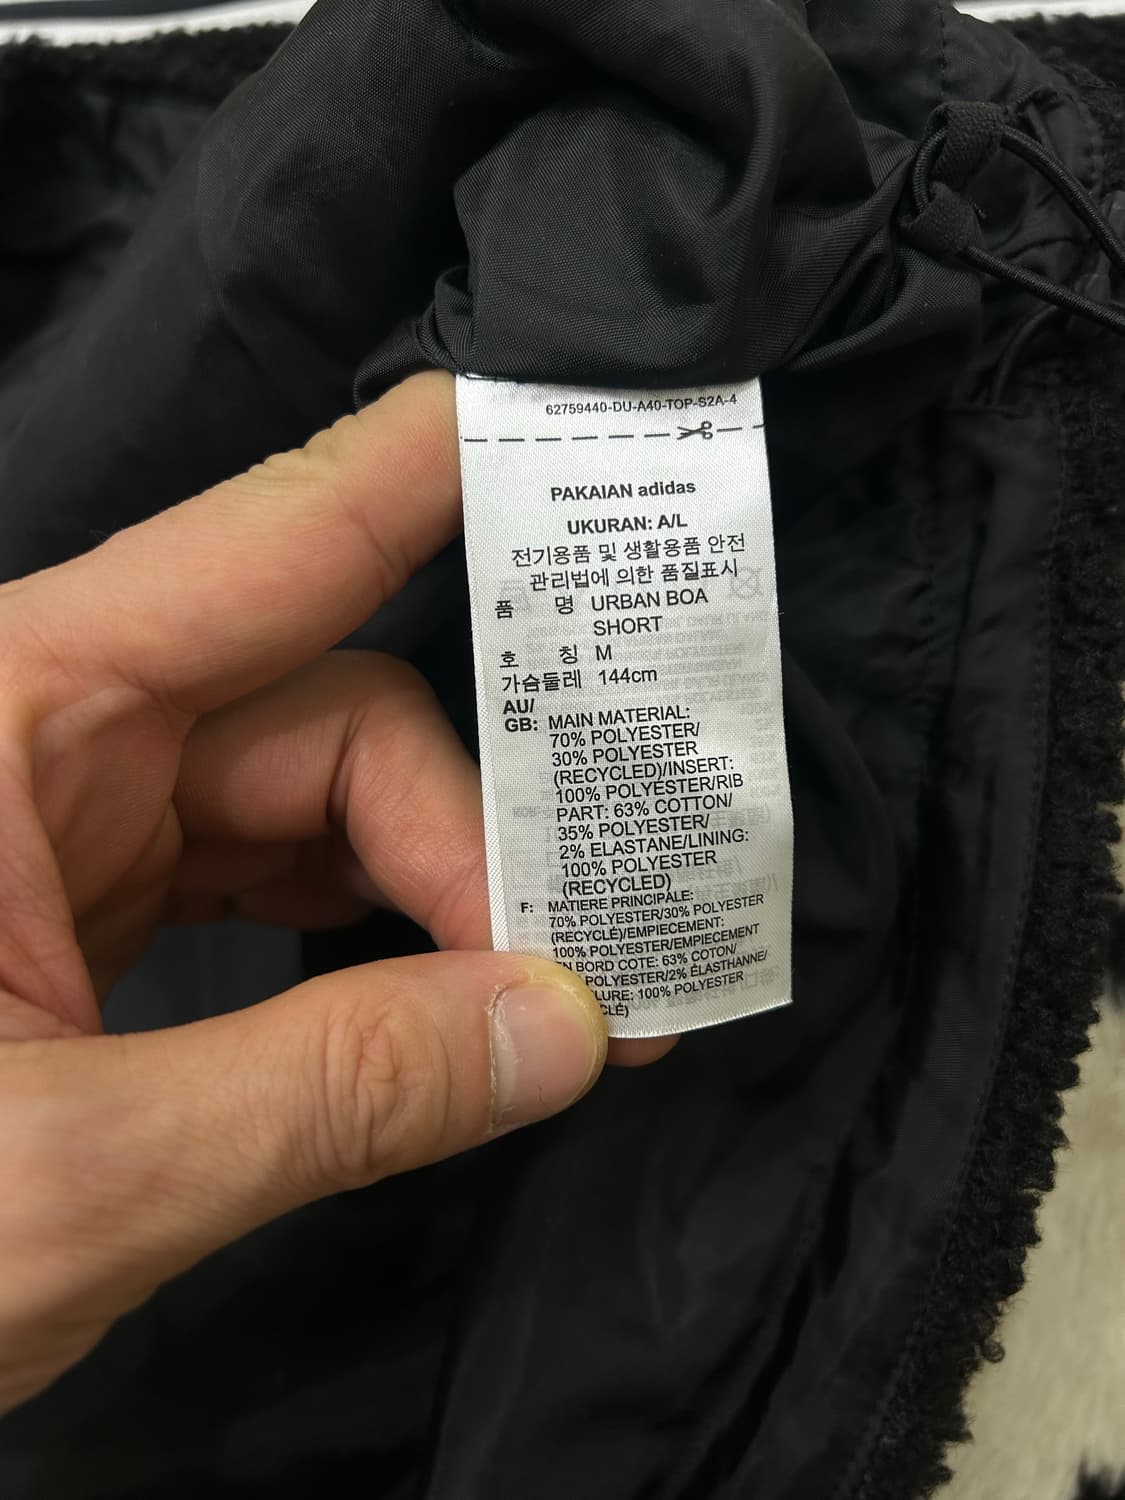 62759440-DU-A40-TOP-S2A-4
PAKAIAN adidas
UKURAN: A/L
전기용품 및 생활용품 안전
관리법에 의한 품질표시
품 명 URBAN BOA
SHORT
호 칭 M
가슴둘레 144cm
AU/
GB: MAIN MATERIAL:
70% POLYESTER/
30% POLYESTER
(RECYCLED)/INSERT:
100% POLYESTER/RIB
PART: 63% COTTON/
35% POLYESTER/
2% ELASTANE/LINING:
100% POLYESTER
(RECYCLED)
F: MATIERE PRINCIPALE:
70% POLYESTER/30% POLYESTER
(RECYCLÉ)/EMPIECEMENT:
100% POLYESTER/EMPIECEMENT
N BORD COTE: 63% COTON/
POLYESTER/2% ÉLASTHANNE/
LURE: 100% POLYESTER
CLÉ)